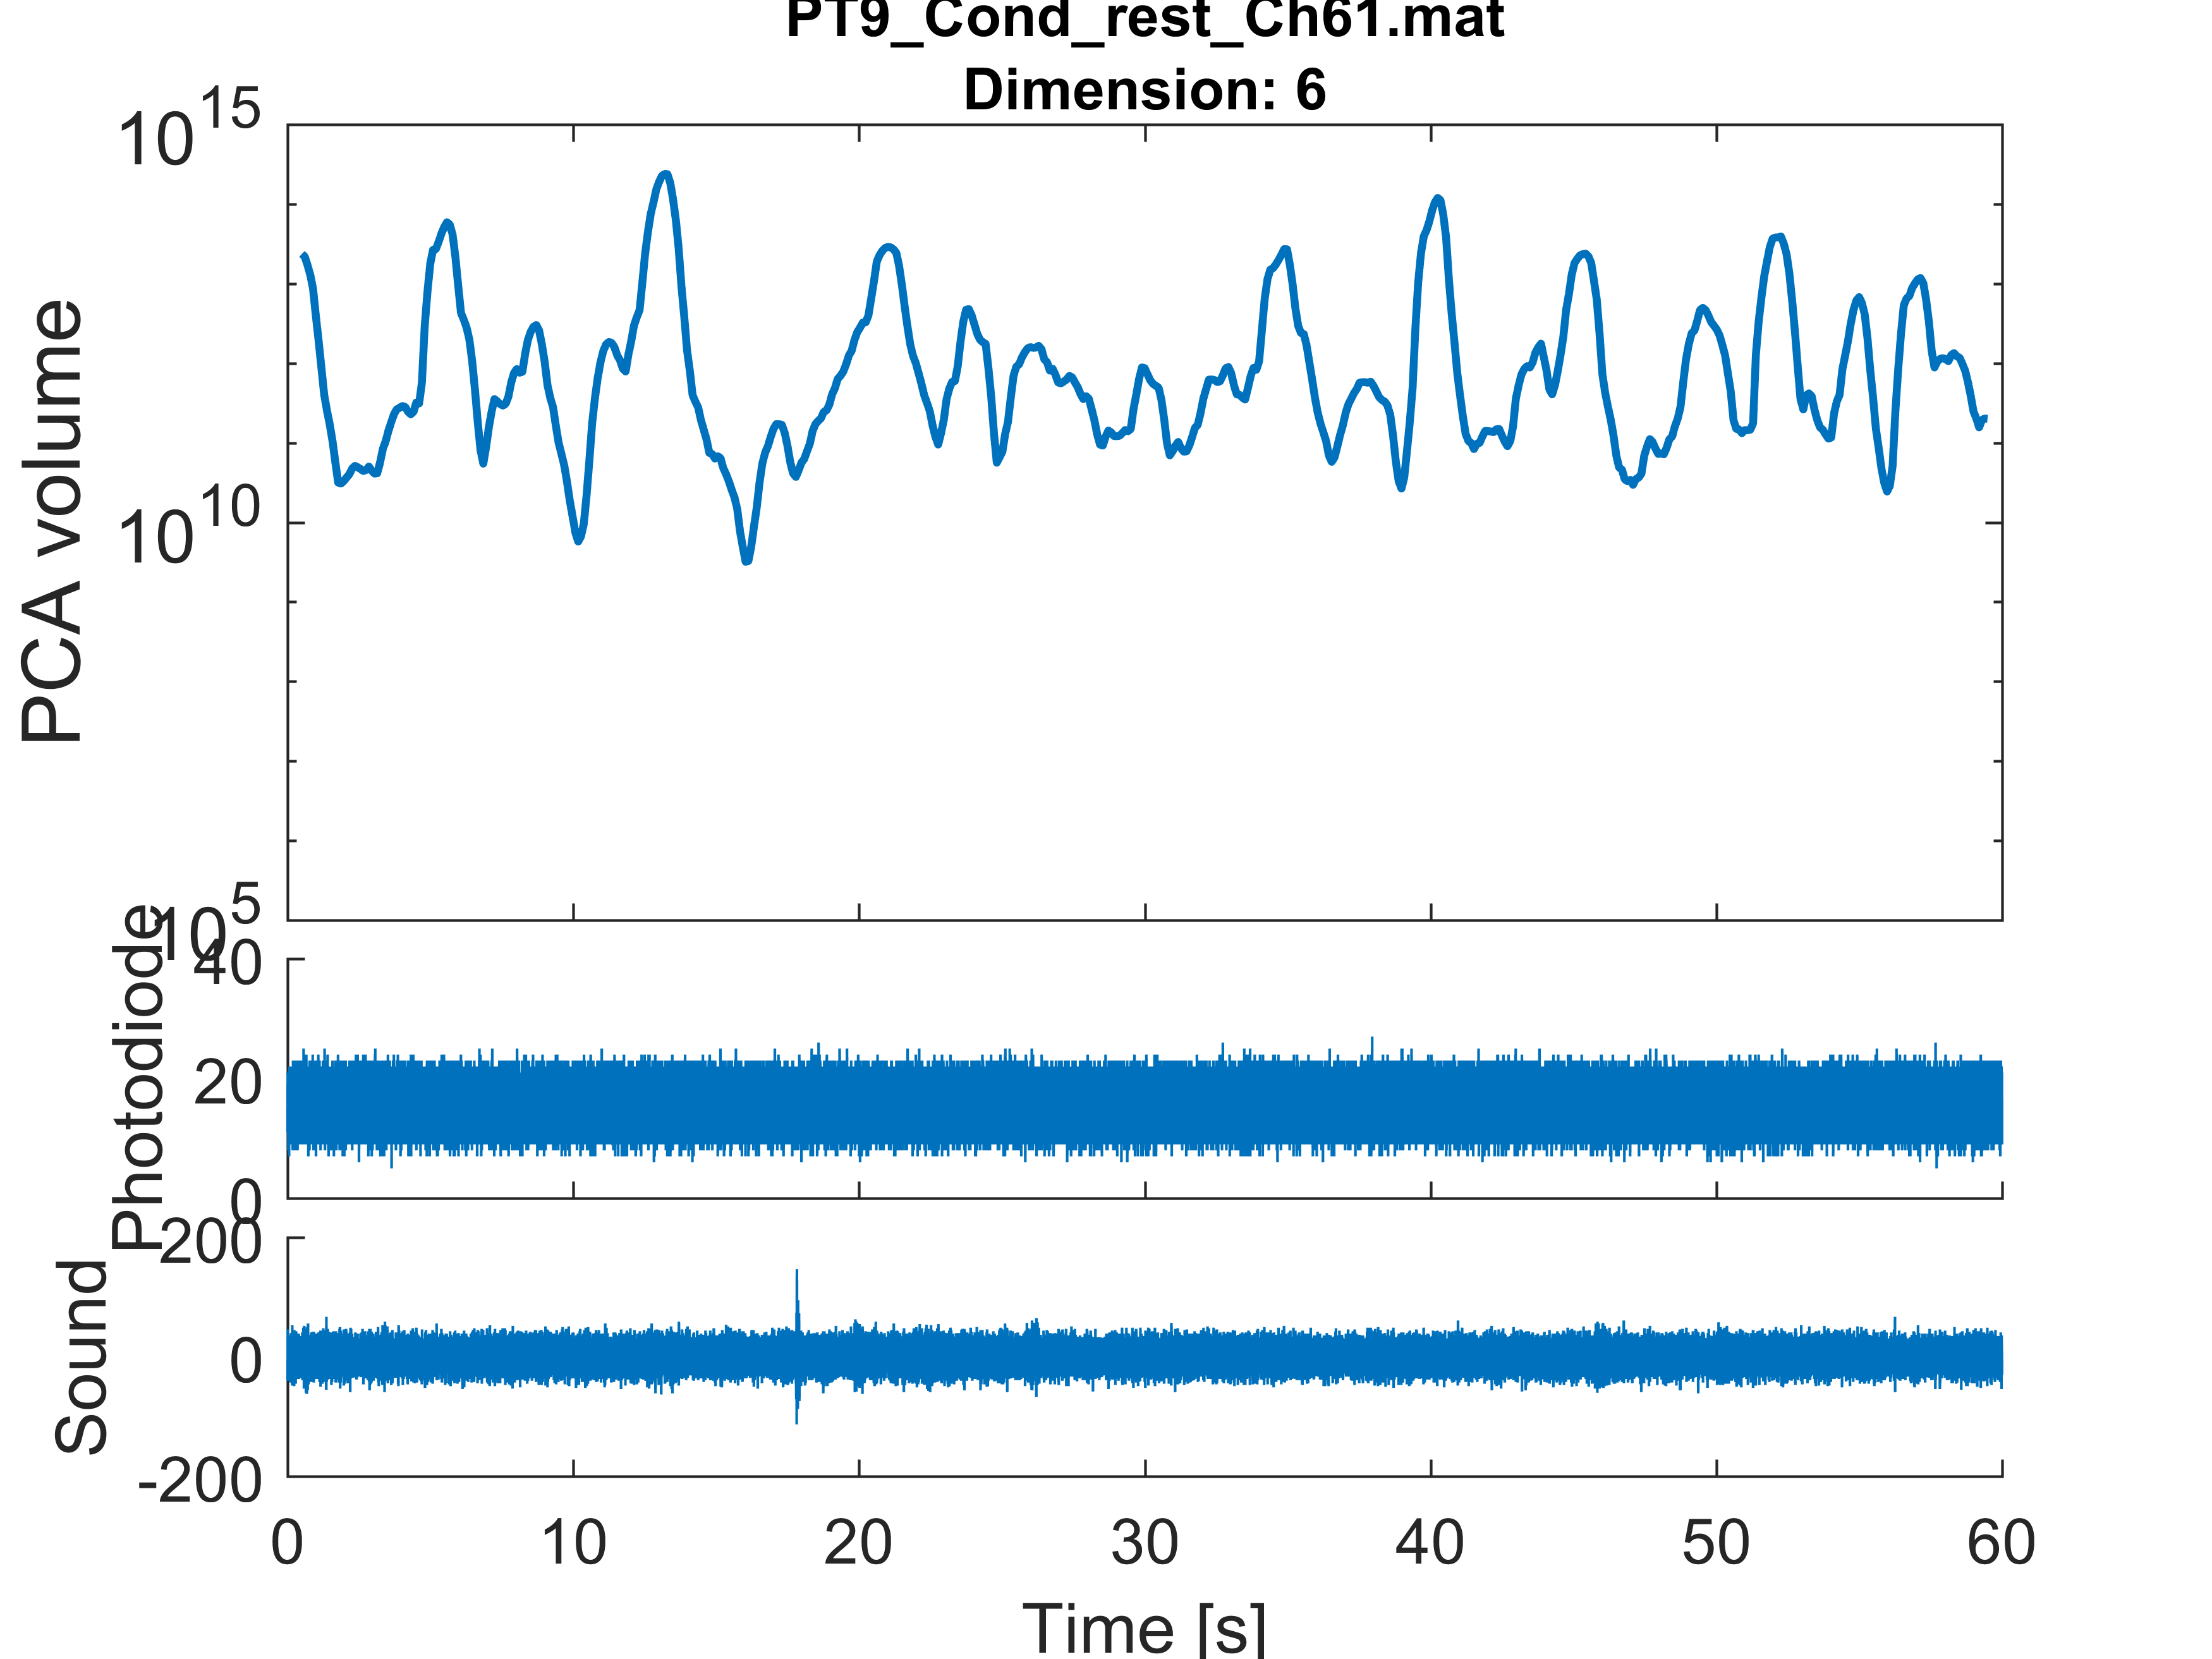 PT9_Cond_rest_Ch61.mat
Dimension: 6
10^15
10^10
10^5
PCA volume
40
20
0
Photodiode
200
0
-200
Sound
0 10 20 30 40 50 60
Time [s]